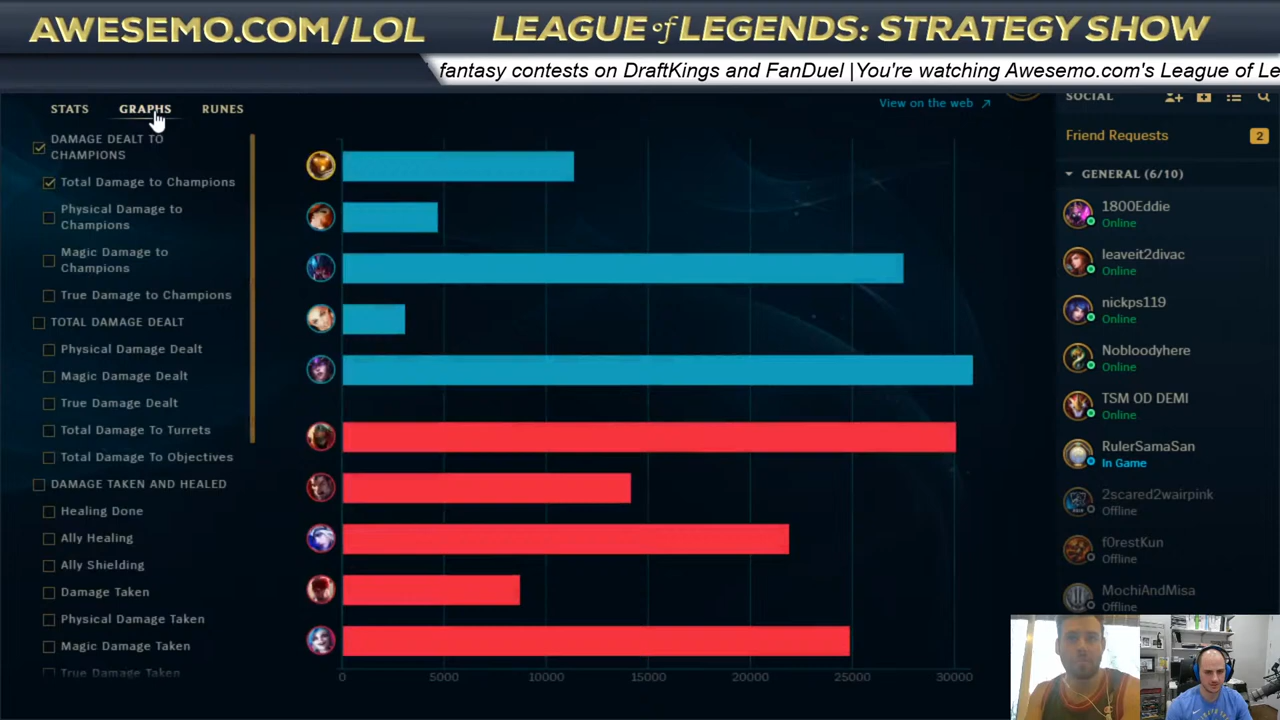 AWESEMO.COM/LOL
LEAGUE of LEGENDS: STRATEGY SHOW
fantasy contests on DraftKings and FanDuel |You're watching Awesemo.com's League of Le
STATS
GRAPHS
RUNES
View on the web
SOCIAL
DAMAGE DEALT TO
CHAMPIONS
Total Damage to Champions
Physical Damage to
Champions
Magic Damage to
Champions
True Damage to Champions
TOTAL DAMAGE DEALT
Physical Damage Dealt
Magic Damage Dealt
True Damage Dealt
Total Damage To Turrets
Total Damage To Objectives
DAMAGE TAKEN AND HEALED
Healing Done
Ally Healing
Ally Shielding
Damage Taken
Physical Damage Taken
Magic Damage Taken
True Damage Taken
0
5000
10000
15000
20000
25000
30000
Friend Requests
2
GENERAL (6/10)
1800Eddie
Online
leaveit2divac
Online
nickps119
Online
Nobloodyhere
Online
TSM OD DEMI
Online
RulerSamaSan
In Game
2scared2wairpink
Offline
f0restKun
Offline
MochiAndMisa
Offline